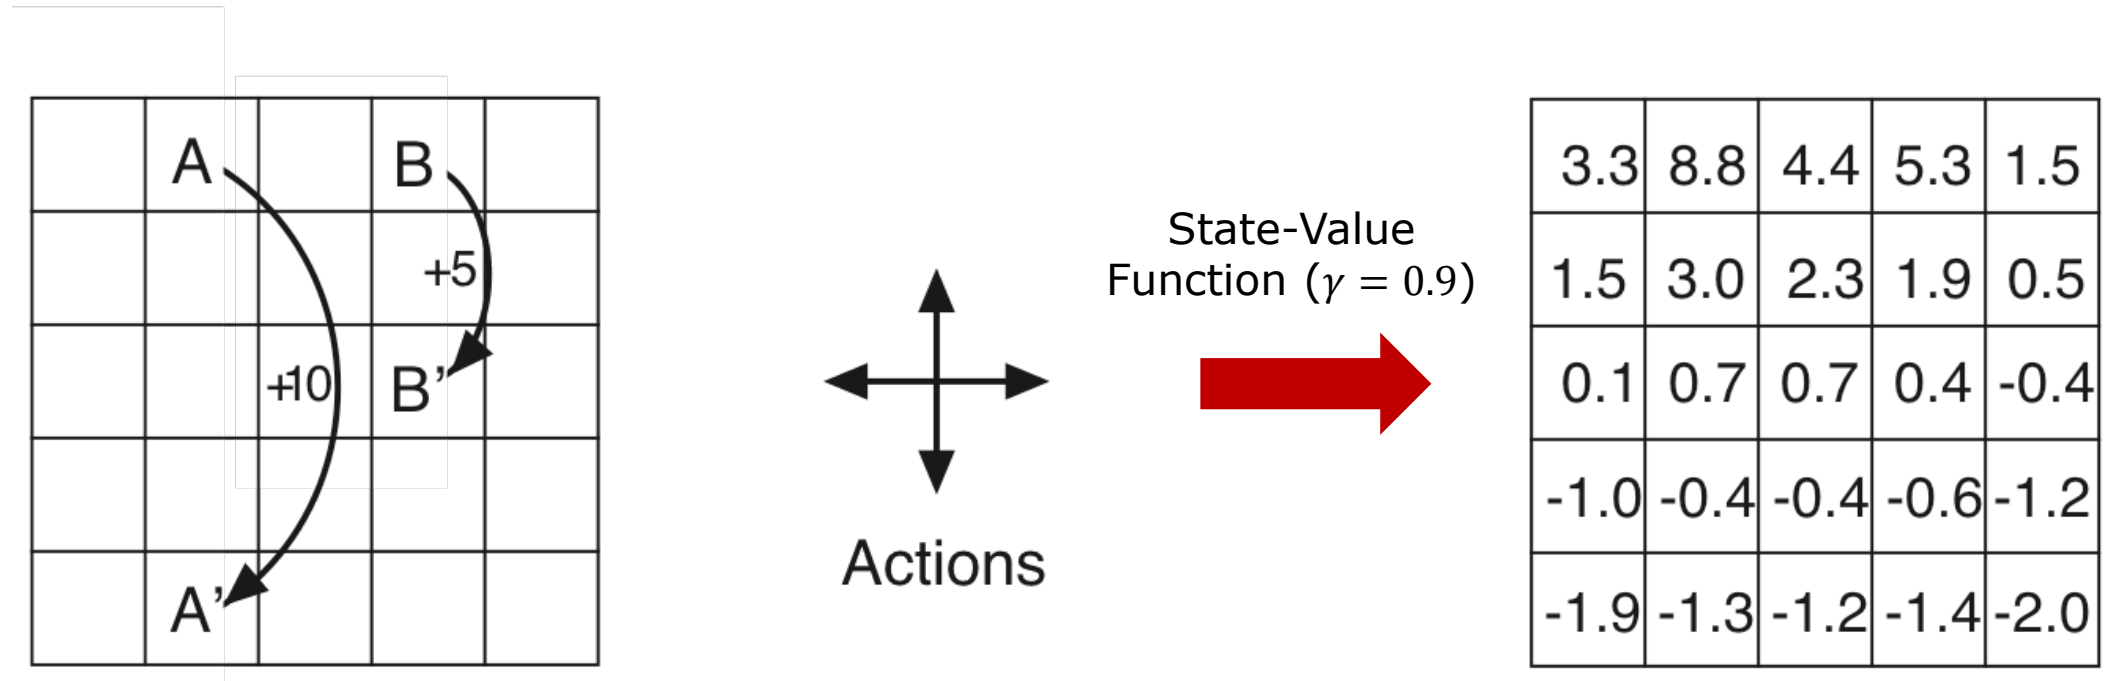 A B
+5
+10 B’
A’
Actions
State-Value
Function (γ = 0.9)
3.3 8.8 4.4 5.3 1.5
1.5 3.0 2.3 1.9 0.5
0.1 0.7 0.7 0.4 -0.4
-1.0 -0.4 -0.4 -0.6 -1.2
-1.9 -1.3 -1.2 -1.4 -2.0